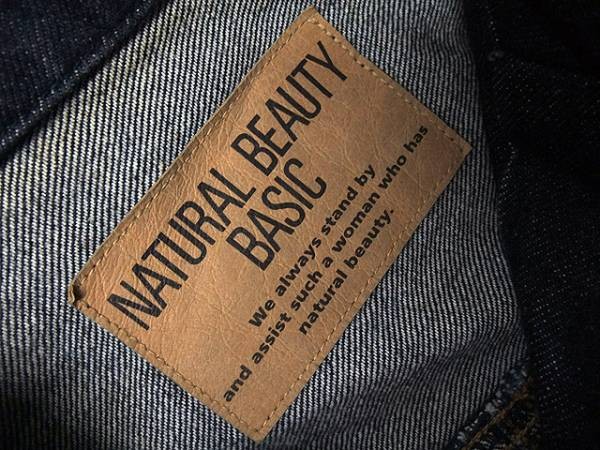 NATURAL BEAUTY
BASIC
We always stand by
and assist such a woman who has
natural beauty.